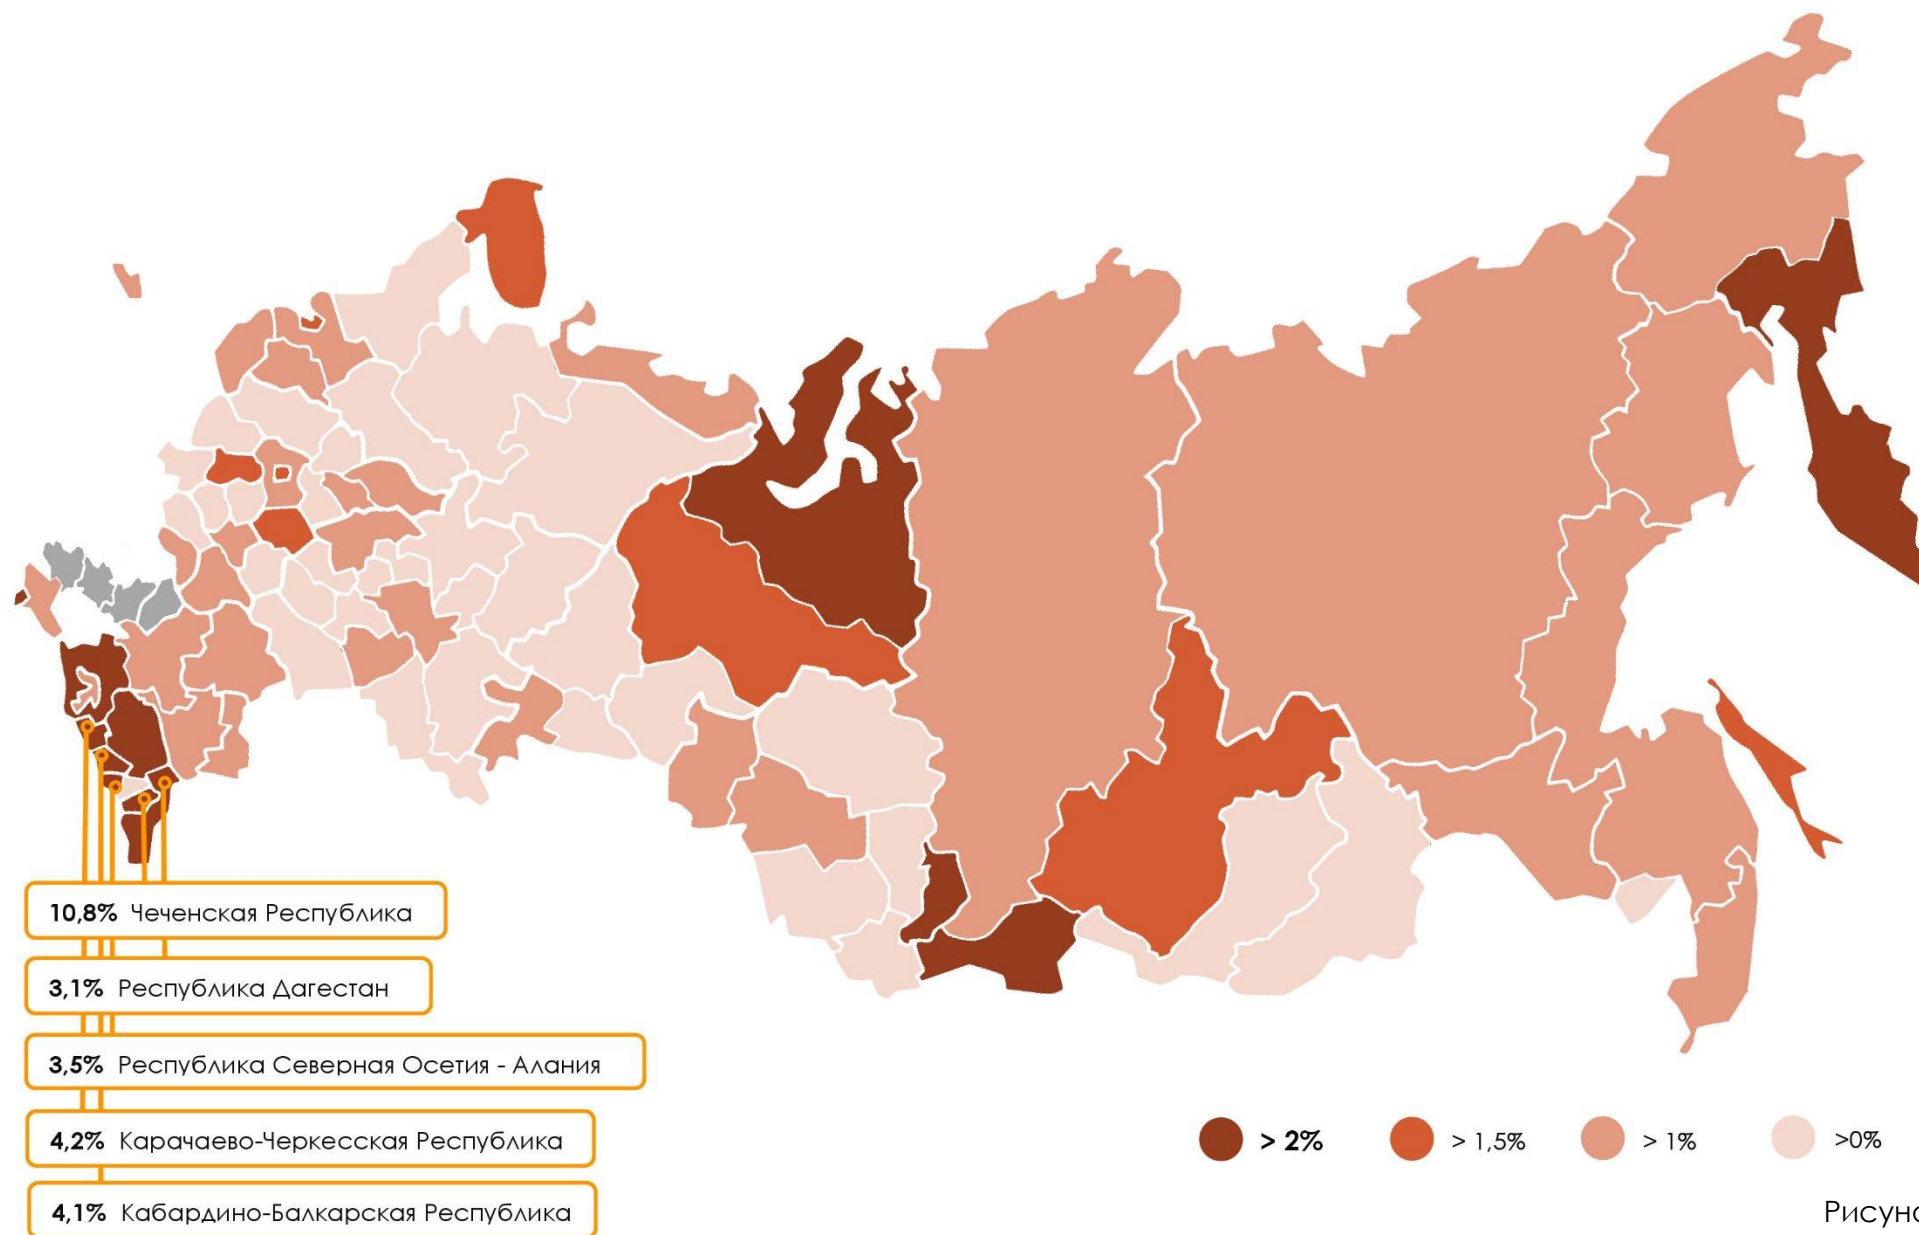 10,8% Чеченская Республика
3,1% Республика Дагестан
3,5% Республика Северная Осетия - Алания
4,2% Карачаево-Черкесская Республика
4,1% Кабардино-Балкарская Республика
> 2%
> 1,5%
> 1%
>0%